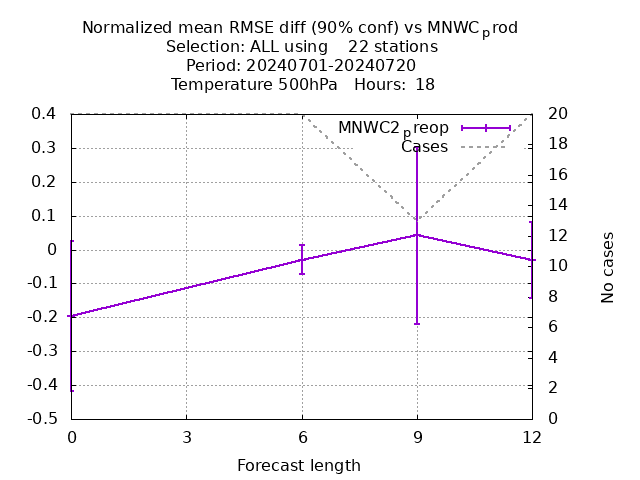 Normalized mean RMSE diff (90% conf) vs MNWCprod
Selection: ALL using    22 stations
Period: 20240701-20240720
Temperature 500hPa   Hours: 18
MNWC2preop
Cases
0.4
0.3
0.2
0.1
0
-0.1
-0.2
-0.3
-0.4
-0.5
20
18
16
14
12
10
8
6
4
2
0
No cases
0 3 6 9 12
Forecast length